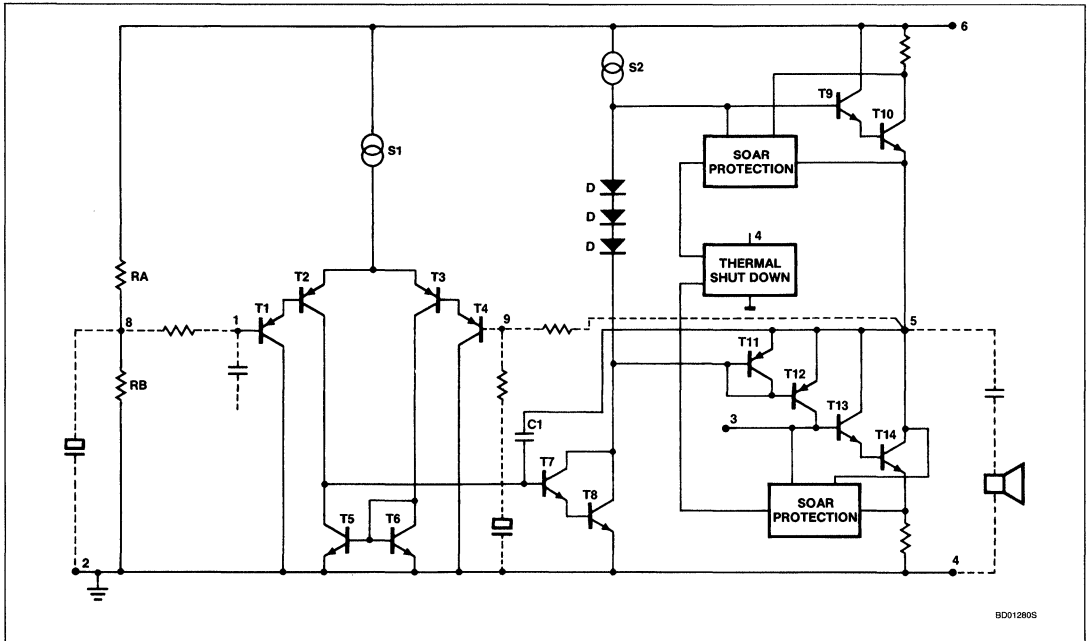 6
S2
T9
T10
S1
SOAR
PROTECTION
D
D
D
4
THERMAL
SHUT DOWN
RA
T2
T3
8
1
T1
T4
9
5
RB
T11
T12
C1
3
T13
T14
T7
T8
SOAR
PROTECTION
T5
T6
2
4
BD01280S